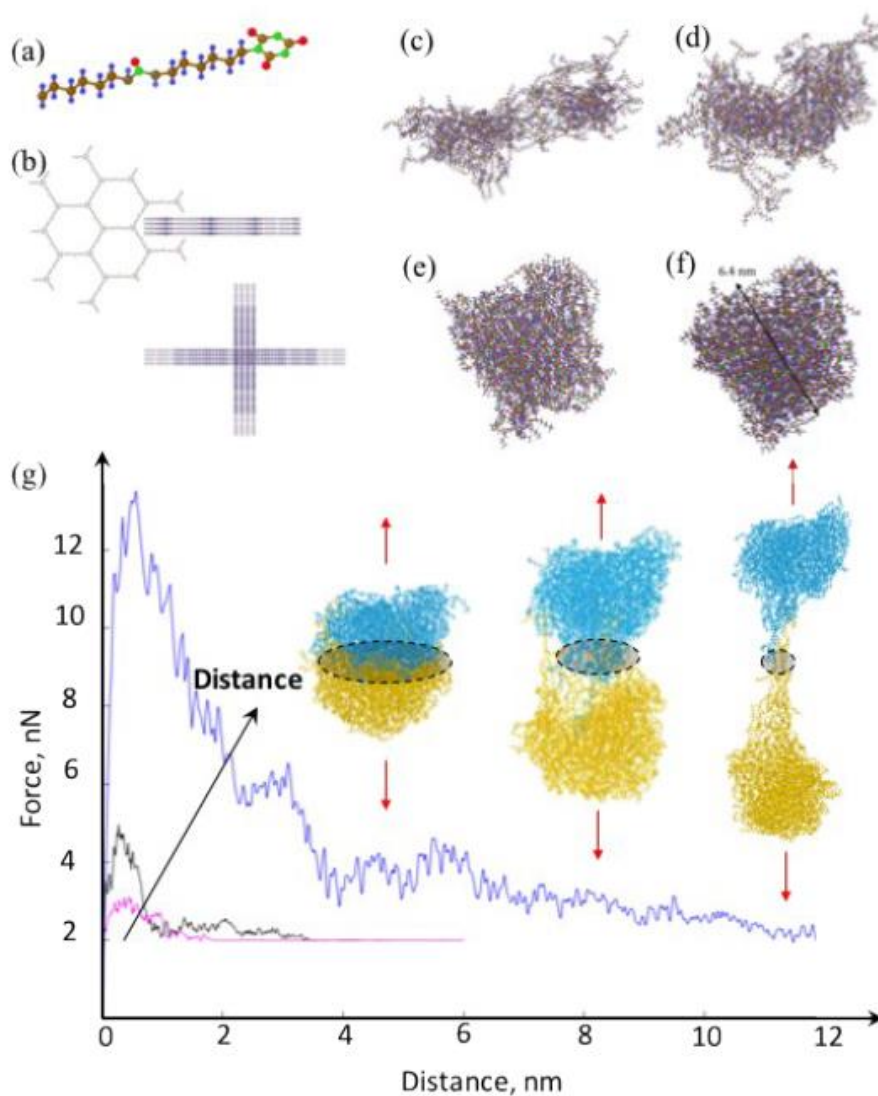 (a)
(b)
(c)
(d)
(e)
(f)
6.4 nm
(g)
Force, nN
12
10
8
6
4
2
Distance
0 2 4 6 8 10 12
Distance, nm